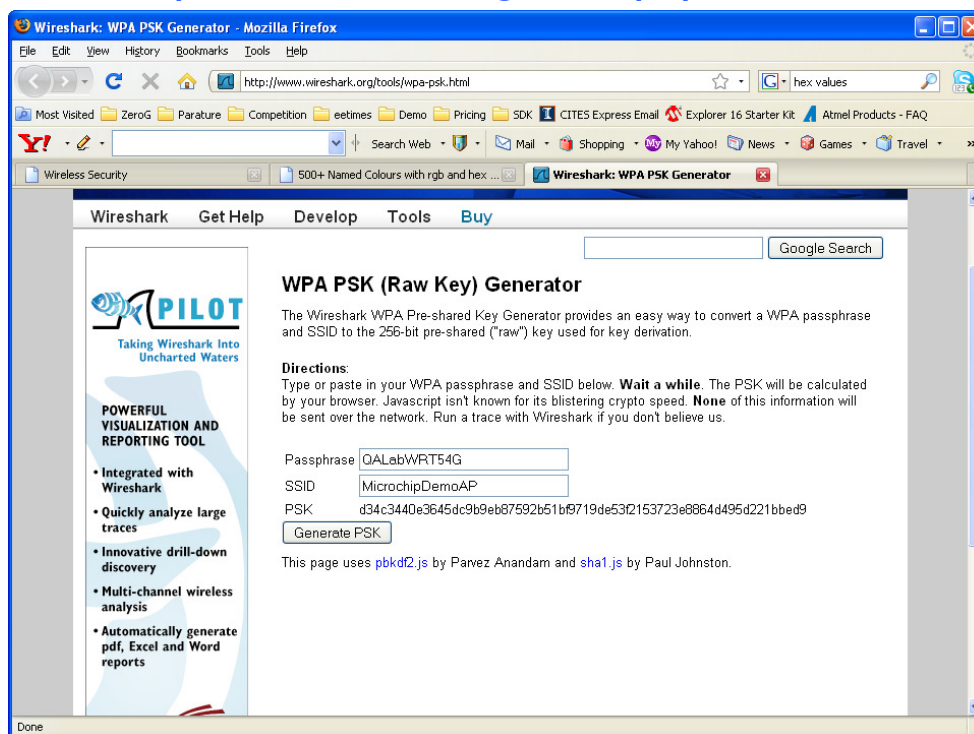 Wireshark: WPA PSK Generator - Mozilla Firefox
File Edit View History Bookmarks Tools Help
http://www.wireshark.org/tools/wpa-psk.html
G hex values
Most Visited ZeroG Parature Competition eetimes Demo Pricing SDK CITES Express Email Explorer 16 Starter Kit Atmel Products - FAQ
Y! Search Web Mail Shopping My Yahoo! News Games Travel »
Wireless Security 500+ Named Colours with rgb and hex ... Wireshark: WPA PSK Generator
Wireshark Get Help Develop Tools Buy
Google Search
PILOT
Taking Wireshark Into
Uncharted Waters
POWERFUL
VISUALIZATION AND
REPORTING TOOL
• Integrated with
Wireshark
• Quickly analyze large
traces
• Innovative drill-down
discovery
• Multi-channel wireless
analysis
• Automatically generate
pdf, Excel and Word
reports
WPA PSK (Raw Key) Generator
The Wireshark WPA Pre-shared Key Generator provides an easy way to convert a WPA passphrase
and SSID to the 256-bit pre-shared ("raw") key used for key derivation.
Directions:
Type or paste in your WPA passphrase and SSID below. Wait a while. The PSK will be calculated
by your browser. Javascript isn't known for its blistering crypto speed. None of this information will
be sent over the network. Run a trace with Wireshark if you don't believe us.
Passphrase QALabWRT54G
SSID MicrochipDemoAP
PSK d34c3440e3645dc9b9eb87592b51bf9719de53f2153723e8864d495d221bbed9
Generate PSK
This page uses pbkdf2.js by Parvez Anandam and sha1.js by Paul Johnston.
Done